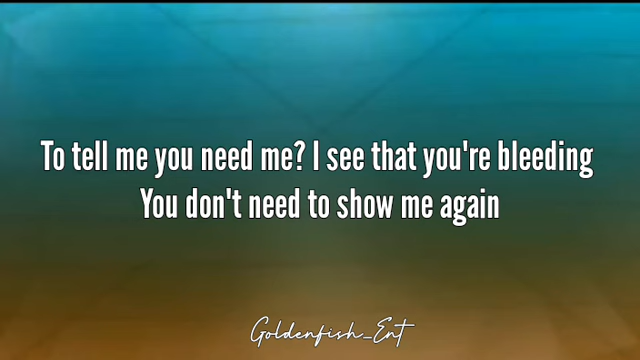 To tell me you need me? I see that you're bleeding
You don't need to show me again
Goldenfish_Ent